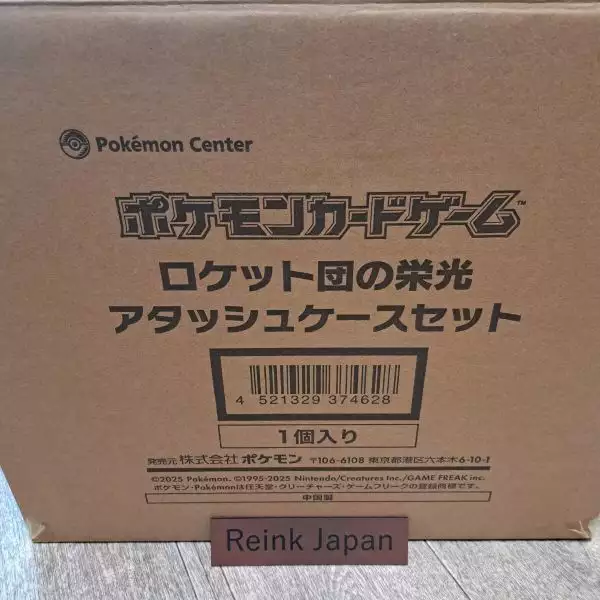 Pokémon Center
ポケモンカードゲーム™
ロケット団の栄光
アタッシュケースセット
4 521329 374628
1個入り
発売元 株式会社 ポケモン 〒106-6108 東京都港区六本木6-10-1
©2025 Pokémon. ©1995-2025 Nintendo/Creatures Inc./GAME FREAK inc.
ポケモン・Pokémonは任天堂・クリーチャーズ・ゲームフリークの登録商標です。
中国製
Reink Japan